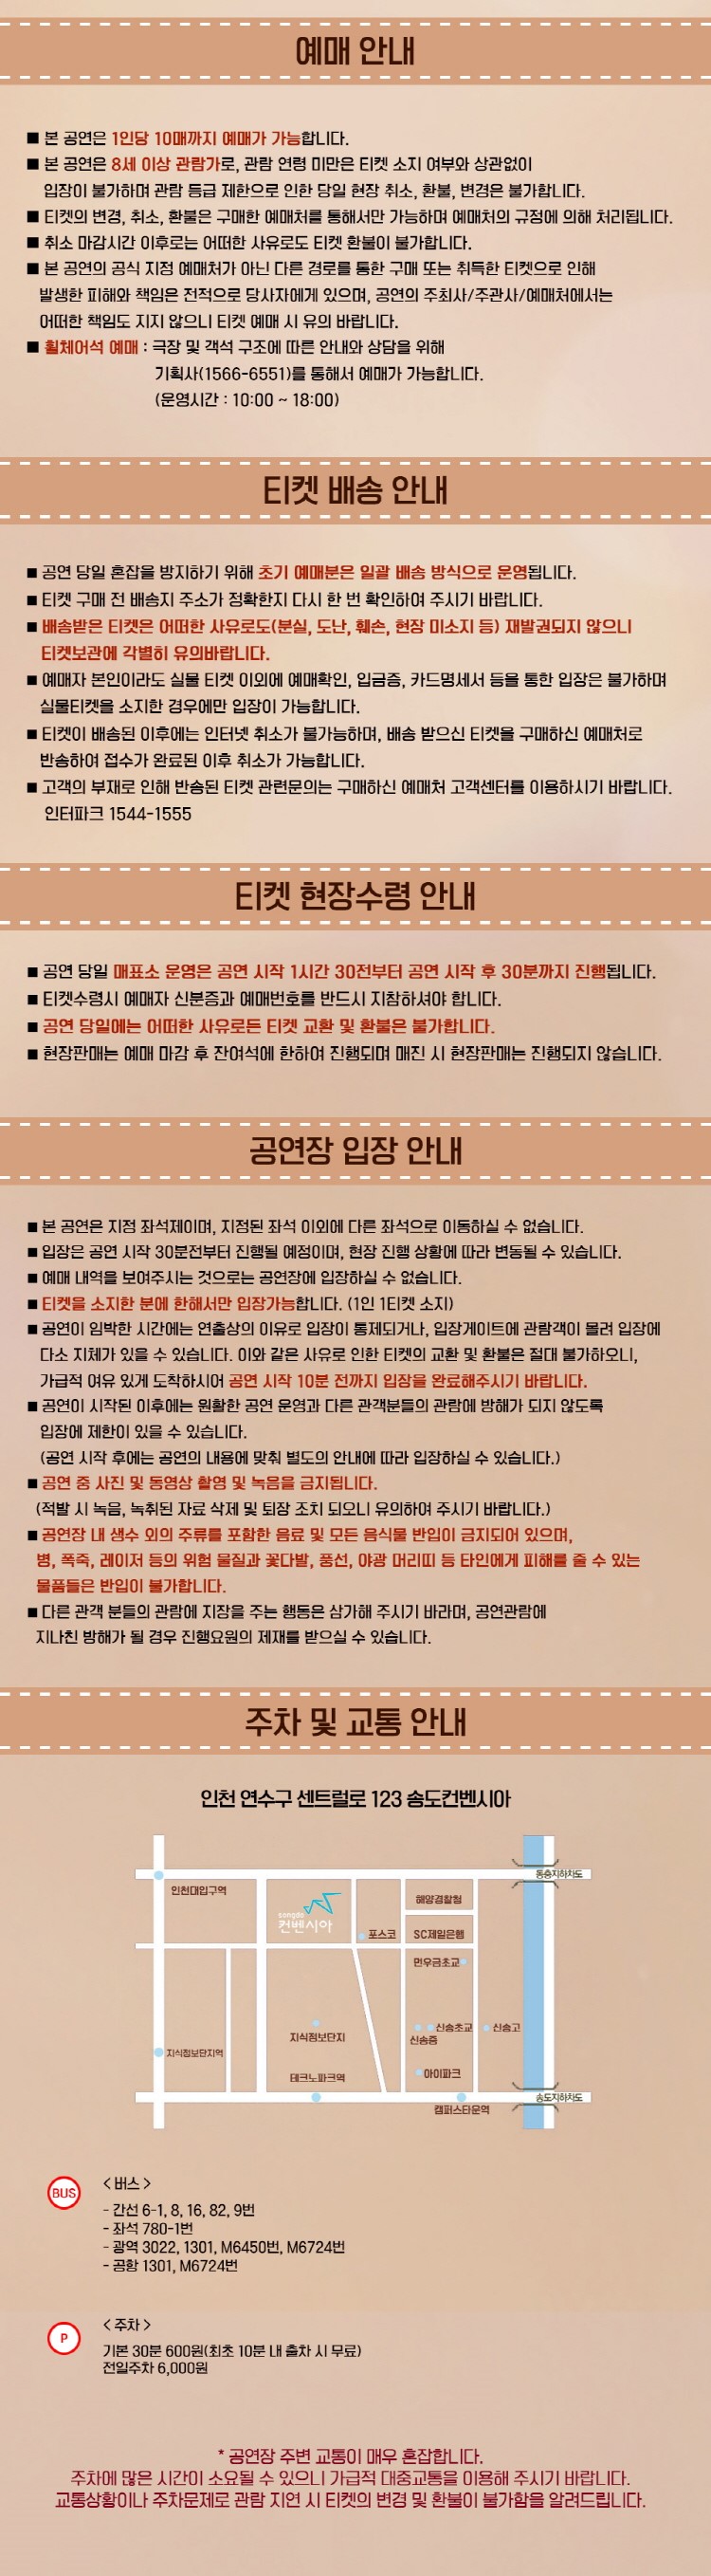 예매 안내
■ 본 공연은 1인당 10매까지 예매가 가능합니다.
■ 본 공연은 8세 이상 관람가로, 관람 연령 미만은 티켓 소지 여부와 상관없이
입장이 불가하며 관람 등급 제한으로 인한 당일 현장 취소, 환불, 변경은 불가합니다.
■ 티켓의 변경, 취소, 환불은 구매한 예매처를 통해서만 가능하며 예매처의 규정에 의해 처리됩니다.
■ 취소 마감시간 이후로는 어떠한 사유로도 티켓 환불이 불가합니다.
■ 본 공연의 공식 지정 예매처가 아닌 다른 경로를 통한 구매 또는 취득한 티켓으로 인해
발생한 피해와 책임은 전적으로 당사자에게 있으며, 공연의 주최사/주관사/예매처에서는
어떠한 책임도 지지 않으니 티켓 예매 시 유의 바랍니다.
■ 휠체어석 예매 : 극장 및 객석 구조에 따른 안내와 상담을 위해
기획사(1566-6551)를 통해서 예매가 가능합니다.
(운영시간 : 10:00 ~ 18:00)
티켓 배송 안내
■ 공연 당일 혼잡을 방지하기 위해 초기 예매분은 일괄 배송 방식으로 운영됩니다.
■ 티켓 구매 전 배송지 주소가 정확한지 다시 한 번 확인하여 주시기 바랍니다.
■ 배송받은 티켓은 어떠한 사유로도(분실, 도난, 훼손, 현장 미소지 등) 재발권되지 않으니
티켓보관에 각별히 유의바랍니다.
■ 예매자 본인이라도 실물 티켓 이외에 예매확인, 입금증, 카드명세서 등을 통한 입장은 불가하며
실물티켓을 소지한 경우에만 입장이 가능합니다.
■ 티켓이 배송된 이후에는 인터넷 취소가 불가능하며, 배송 받으신 티켓을 구매하신 예매처로
반송하여 접수가 완료된 이후 취소가 가능합니다.
■ 고객의 부재로 인해 반송된 티켓 관련문의는 구매하신 예매처 고객센터를 이용하시기 바랍니다.
인터파크 1544-1555
티켓 현장수령 안내
■ 공연 당일 매표소 운영은 공연 시작 1시간 30전부터 공연 시작 후 30분까지 진행됩니다.
■ 티켓수령시 예매자 신분증과 예매번호를 반드시 지참하셔야 합니다.
■ 공연 당일에는 어떠한 사유로든 티켓 교환 및 환불은 불가합니다.
■ 현장판매는 예매 마감 후 잔여석에 한하여 진행되며 매진 시 현장판매는 진행되지 않습니다.
공연장 입장 안내
■ 본 공연은 지정 좌석제이며, 지정된 좌석 이외에 다른 좌석으로 이동하실 수 없습니다.
■ 입장은 공연 시작 30분전부터 진행될 예정이며, 현장 진행 상황에 따라 변동될 수 있습니다.
■ 예매 내역을 보여주시는 것으로는 공연장에 입장하실 수 없습니다.
■ 티켓을 소지한 분에 한해서만 입장가능합니다. (1인 1티켓 소지)
■ 공연이 임박한 시간에는 연출상의 이유로 입장이 통제되거나, 입장게이트에 관람객이 몰려 입장에
다소 지체가 있을 수 있습니다. 이와 같은 사유로 인한 티켓의 교환 및 환불은 절대 불가하오니,
가급적 여유 있게 도착하시어 공연 시작 10분 전까지 입장을 완료해주시기 바랍니다.
■ 공연이 시작된 이후에는 원활한 공연 운영과 다른 관객분들의 관람에 방해가 되지 않도록
입장에 제한이 있을 수 있습니다.
(공연 시작 후에는 공연의 내용에 맞춰 별도의 안내에 따라 입장하실 수 있습니다.)
■ 공연 중 사진 및 동영상 촬영 및 녹음을 금지됩니다.
(적발 시 녹음, 녹취된 자료 삭제 및 퇴장 조치 되오니 유의하여 주시기 바랍니다.)
■ 공연장 내 생수 외의 주류를 포함한 음료 및 모든 음식물 반입이 금지되어 있으며,
병, 폭죽, 레이저 등의 위험 물질과 꽃다발, 풍선, 야광 머리띠 등 타인에게 피해를 줄 수 있는
물품들은 반입이 불가합니다.
■ 다른 관객 분들의 관람에 지장을 주는 행동은 삼가해 주시기 바라며, 공연관람에
지나친 방해가 될 경우 진행요원의 제재를 받으실 수 있습니다.
주차 및 교통 안내
인천 연수구 센트럴로 123 송도컨벤시아
동춘지하차도
인천대입구역
해양경찰청
songdo
컨벤시아
포스코
SC제일은행
먼우금초교
신송초교
신송고
신송중
지식정보단지
지식정보단지역
아이파크
테크노파크역
송도지하차도
캠퍼스타운역
BUS
< 버스 >
- 간선 6-1, 8, 16, 82, 9번
- 좌석 780-1번
- 광역 3022, 1301, M6450번, M6724번
- 공항 1301, M6724번
P
< 주차 >
기본 30분 600원(최초 10분 내 출차 시 무료)
전일주차 6,000원
* 공연장 주변 교통이 매우 혼잡합니다.
주차에 많은 시간이 소요될 수 있으니 가급적 대중교통을 이용해 주시기 바랍니다.
교통상황이나 주차문제로 관람 지연 시 티켓의 변경 및 환불이 불가함을 알려드립니다.